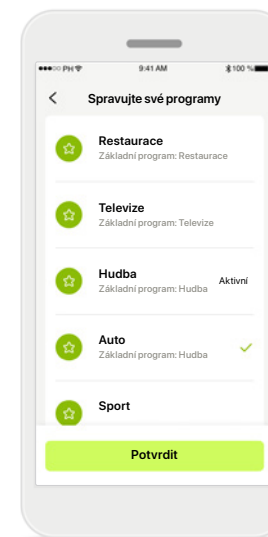 PH 9:41 AM 100 %
Spravujte své programy
Restaurace
Základní program: Restaurace
Televize
Základní program: Televize
Hudba
Základní program: Hudba
Aktivní
Auto
Základní program: Hudba
Sport
Potvrdit